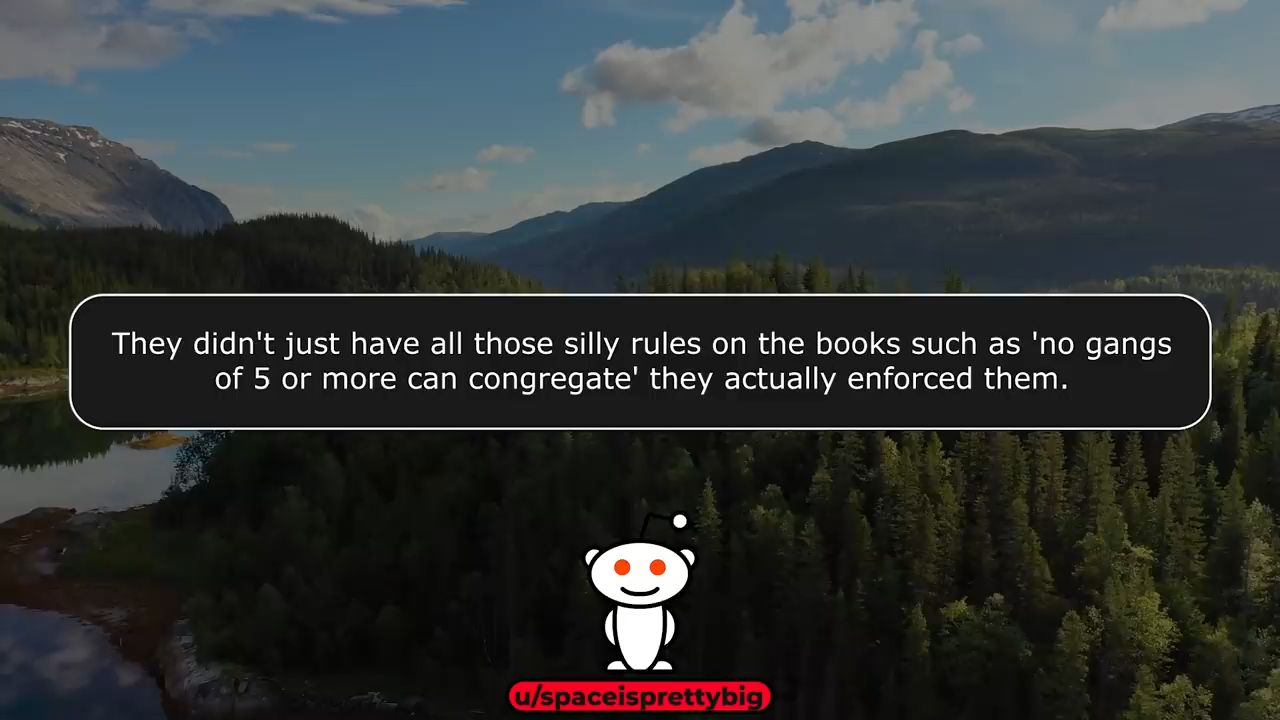 They didn't just have all those silly rules on the books such as 'no gangs
of 5 or more can congregate' they actually enforced them.
u/spaceisprettybig